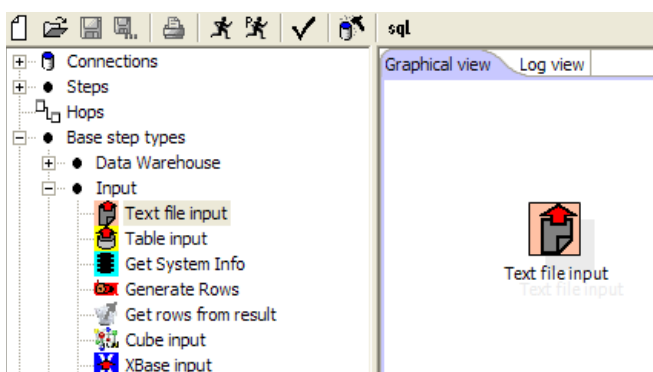 sql
Connections
Steps
Hops
Base step types
Data Warehouse
Input
Text file input
Table input
Get System Info
Generate Rows
Get rows from result
Cube input
XBase input
Graphical view
Log view
Text file input
Text file input